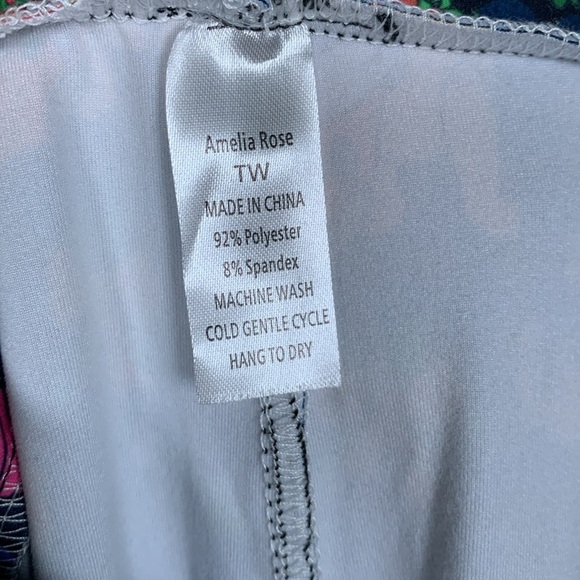 Amelia Rose
TW
MADE IN CHINA
92% Polyester
8% Spandex
MACHINE WASH
COLD GENTLE CYCLE
HANG TO DRY